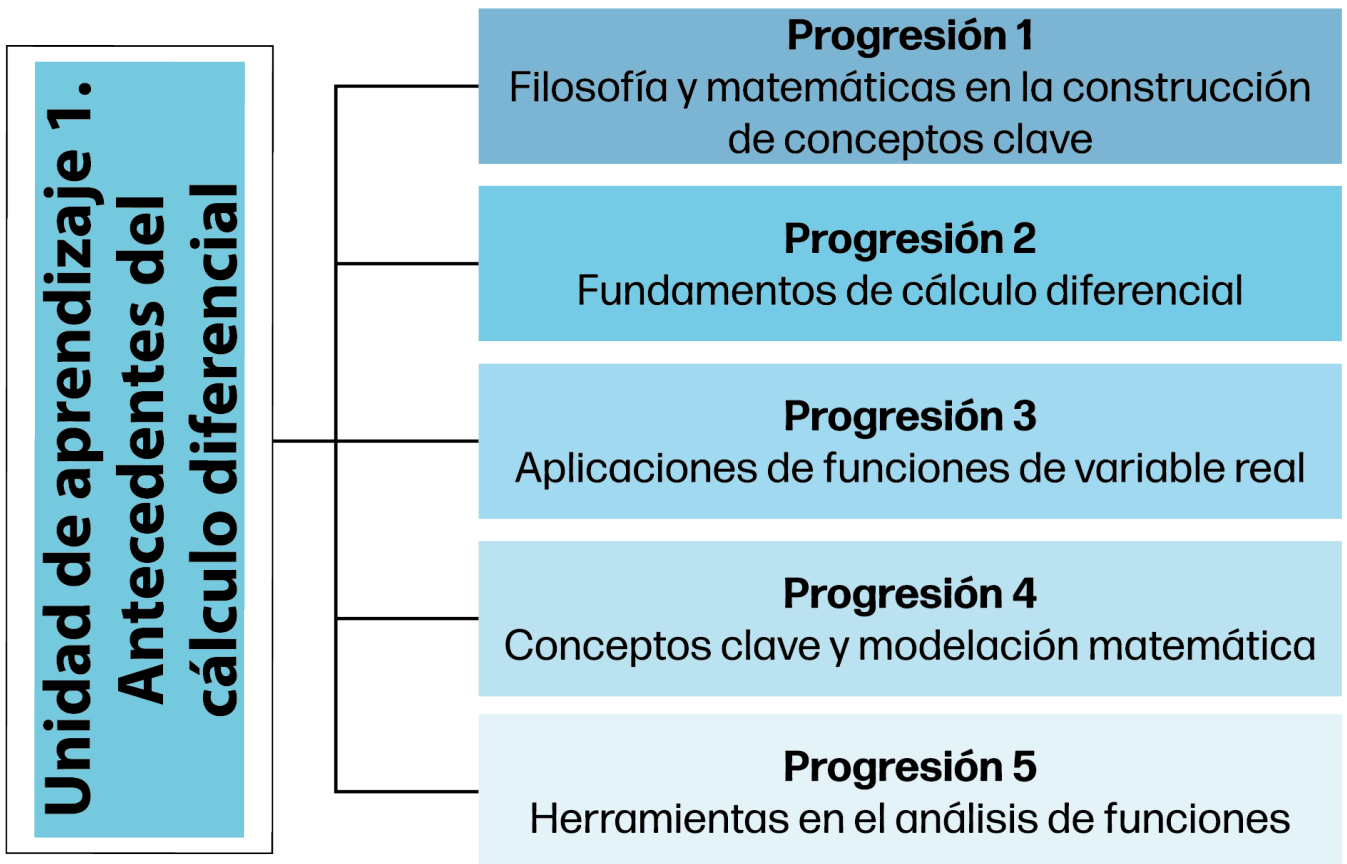 Unidad de aprendizaje 1.
Antecedentes del
cálculo diferencial
Progresión 1
Filosofía y matemáticas en la construcción
de conceptos clave
Progresión 2
Fundamentos de cálculo diferencial
Progresión 3
Aplicaciones de funciones de variable real
Progresión 4
Conceptos clave y modelación matemática
Progresión 5
Herramientas en el análisis de funciones